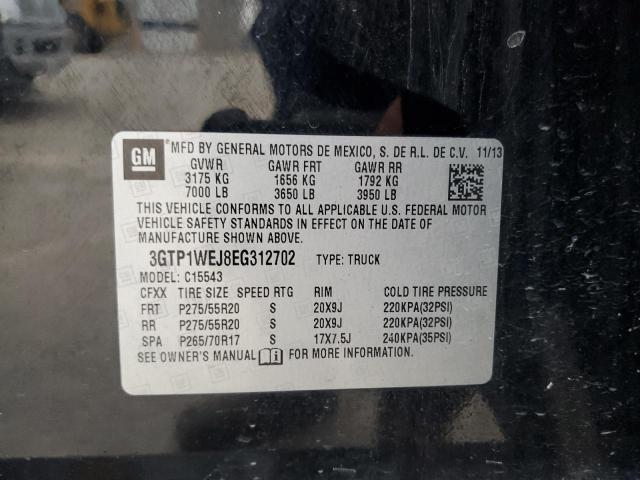 GM
MFD BY GENERAL MOTORS DE MEXICO, S. DE R.L. DE C.V. 11/13
GVWR GAWR FRT GAWR RR
3175 KG 1656 KG 1792 KG
7000 LB 3650 LB 3950 LB
THIS VEHICLE CONFORMS TO ALL APPLICABLE U.S. FEDERAL MOTOR
VEHICLE SAFETY STANDARDS IN EFFECT ON THE DATE OF
MANUFACTURE SHOWN ABOVE.
3GTP1WEJ8EG312702 TYPE: TRUCK
MODEL: C15543
CFXX TIRE SIZE SPEED RTG RIM COLD TIRE PRESSURE
FRT P275/55R20 S 20X9J 220KPA(32PSI)
RR P275/55R20 S 20X9J 220KPA(32PSI)
SPA P265/70R17 S 17X7.5J 240KPA(35PSI)
SEE OWNER'S MANUAL FOR MORE INFORMATION.